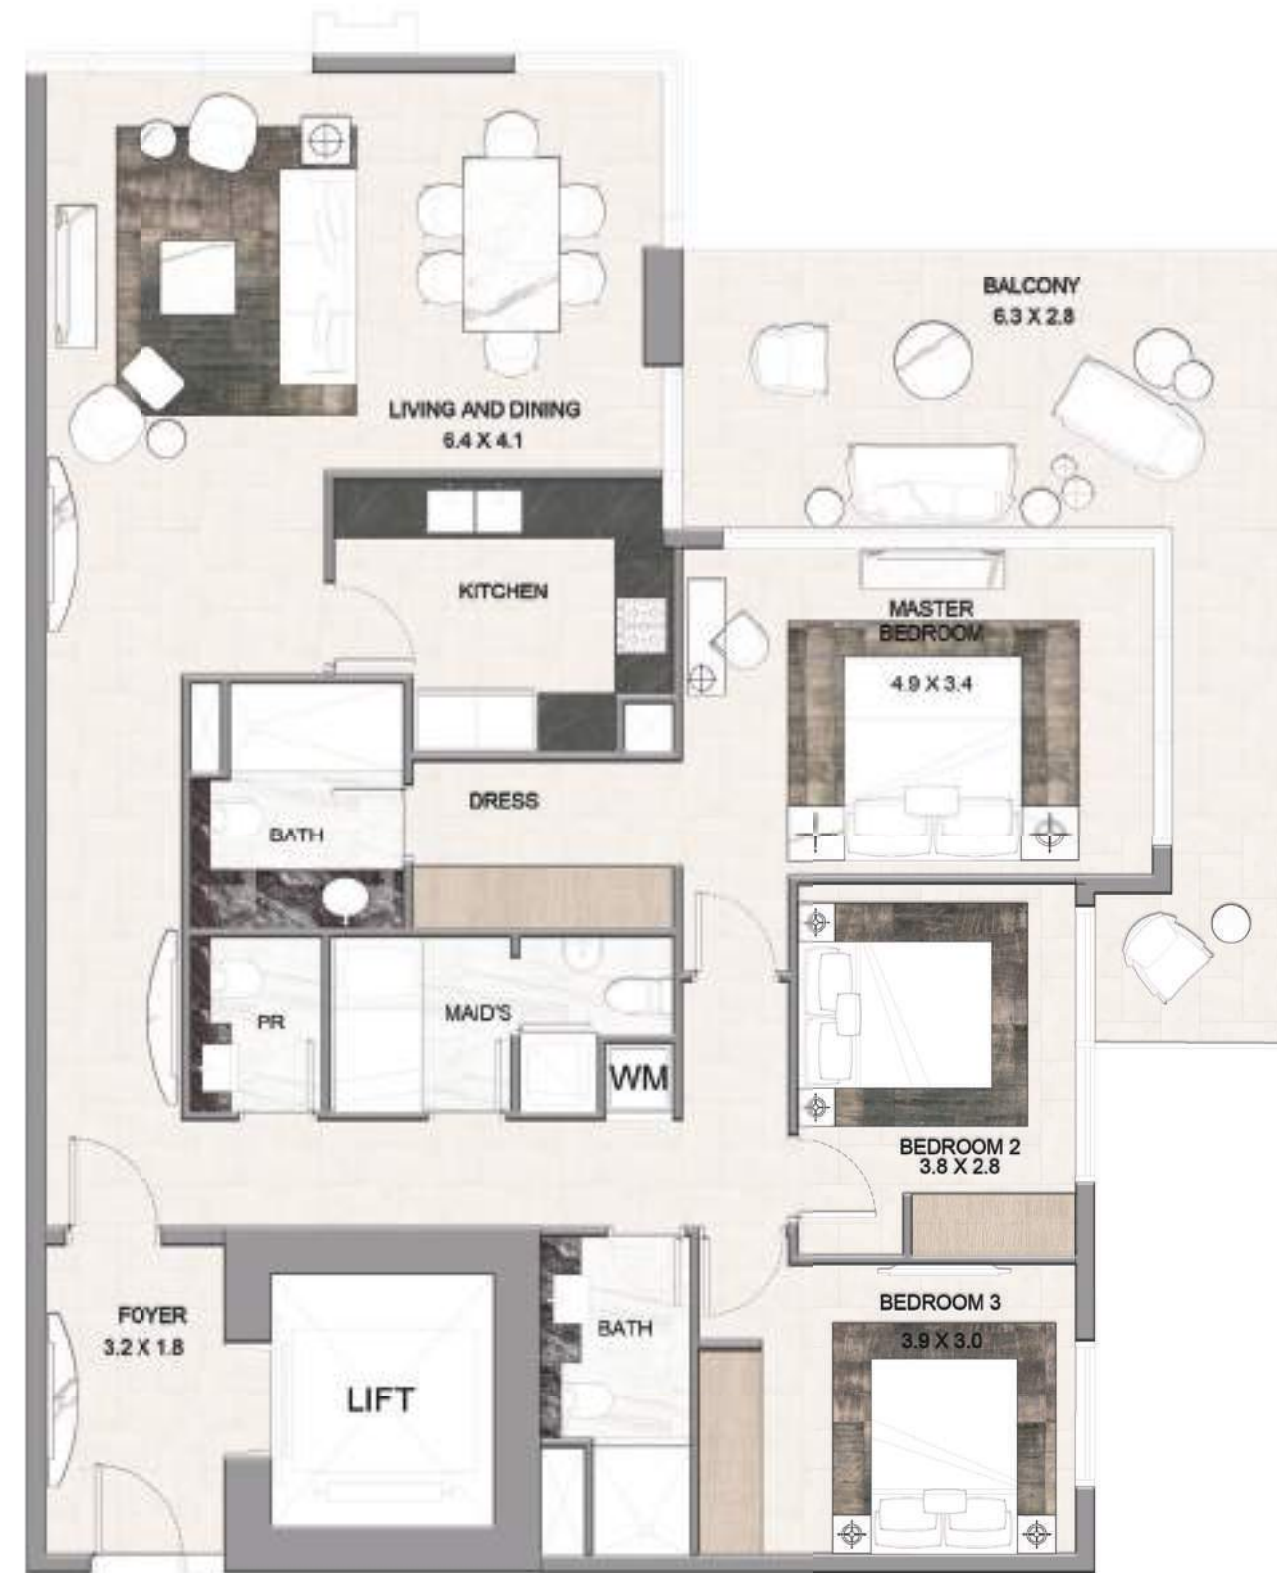 BALCONY
6.3 X 2.8
LIVING AND DINING
6.4 X 4.1
KITCHEN
MASTER
BEDROOM
4.9 X 3.4
DRESS
BATH
PR
MAID'S
WM
BEDROOM 2
3.8 X 2.8
FOYER
3.2 X 1.8
LIFT
BATH
BEDROOM 3
3.9 X 3.0